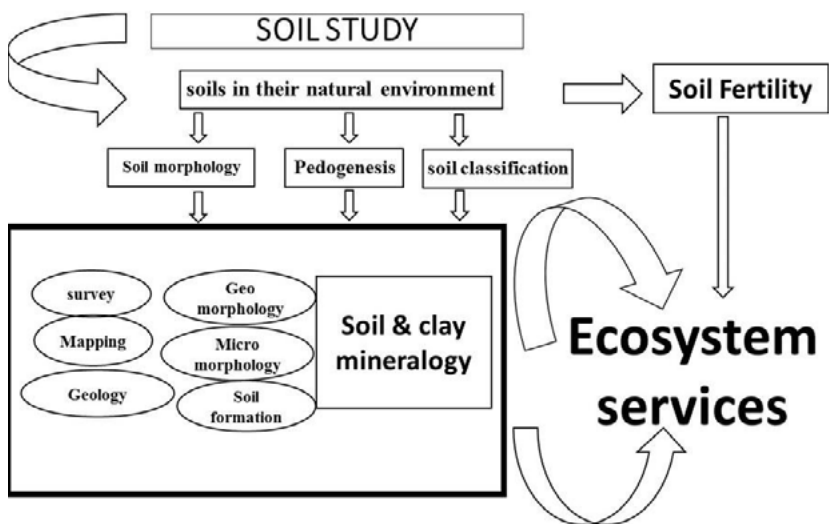 SOIL STUDY
soils in their natural environment
Soil Fertility
Soil morphology
Pedogenesis
soil classification
survey
Mapping
Geology
Geo
morphology
Micro
morphology
Soil
formation
Soil & clay
mineralogy
Ecosystem
services